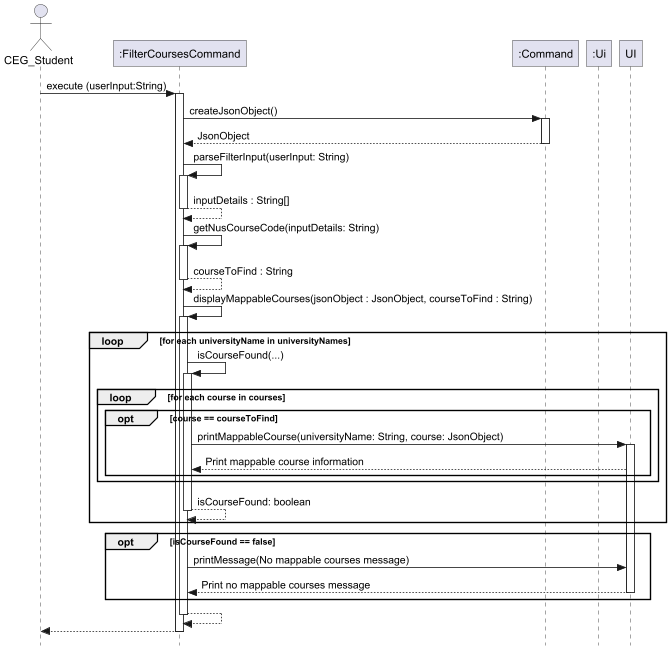 CEG_Student
:FilterCoursesCommand
:Command
:Ui
UI
execute (userInput:String)
createJsonObject()
JsonObject
parseFilterInput(userInput: String)
inputDetails : String[]
getNusCourseCode(inputDetails: String)
courseToFind : String
displayMappableCourses(jsonObject : JsonObject, courseToFind : String)
loop [for each universityName in universityNames]
isCourseFound(...)
loop [for each course in courses]
opt [course == courseToFind]
printMappableCourse(universityName: String, course: JsonObject)
Print mappable course information
isCourseFound: boolean
opt [isCourseFound == false]
printMessage(No mappable courses message)
Print no mappable courses message